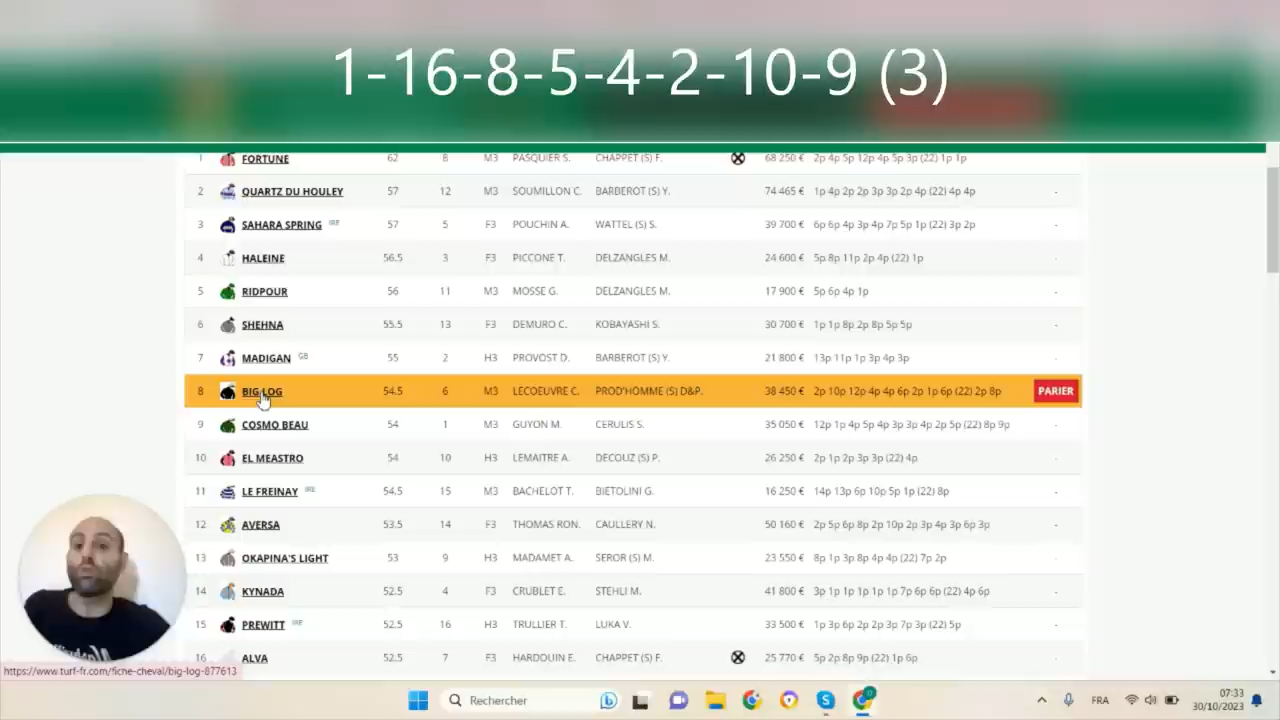 1-16-8-5-4-2-10-9 (3)
1 FORTUNE 62 8 M3 PASQUIER S. CHAPPET (S) F. 68 250 € 2p 4p 5p 12p 4p 5p 3p (22) 1p 1p
2 QUARTZ DU HOULEY 57 12 M3 SOUMILLON C. BARBEROT (S) Y. 74 465 € 1p 4p 2p 2p 3p 3p 2p 4p (22) 4p 4p -
3 SAHARA SPRING IRE 57 5 F3 POUCHIN A. WATTEL (S) S. 39 700 € 6p 6p 4p 3p 4p 7p 5p 1p (22) 3p 2p -
4 HALEINE 56.5 3 F3 PICCONE T. DELZANGLES M. 24 600 € 5p 8p 11p 2p 4p (22) 1p -
5 RIDPOUR 56 11 M3 MOSSE G. DELZANGLES M. 17 900 € 5p 6p 4p 1p -
6 SHEHNA 55.5 13 F3 DEMURO C. KOBAYASHI S. 30 700 € 1p 1p 8p 2p 8p 5p 5p -
7 MADIGAN GB 55 2 H3 PROVOST D. BARBEROT (S) Y. 21 800 € 13p 11p 1p 3p 4p 3p -
8 BIG LOG 54.5 6 M3 LECOEUVRE C. PROD'HOMME (S) D&P. 38 450 € 2p 10p 12p 4p 4p 6p 2p 1p 6p (22) 2p 8p PARIER
9 COSMO BEAU 54 1 M3 GUYON M. CERULIS S. 35 050 € 12p 1p 4p 5p 4p 3p 3p 4p 2p 5p (22) 8p 9p -
10 EL MEASTRO 54 10 H3 LEMAITRE A. DECOUZ (S) P. 26 250 € 2p 1p 2p 3p 3p (22) 4p -
11 LE FREINAY IRE 54.5 15 M3 BACHELOT T. BIETOLINI G. 16 250 € 14p 13p 6p 10p 5p 1p (22) 8p -
12 AVERSA 53.5 14 F3 THOMAS RON. CAULLERY N. 50 160 € 2p 5p 6p 8p 2p 10p 2p 3p 4p 3p 6p 3p -
13 OKAPINA'S LIGHT 53 9 H3 MADAMET A. SEROR (S) M. 23 550 € 8p 1p 3p 8p 4p 4p (22) 7p 2p -
14 KYNADA 52.5 4 F3 CRUBLET E. STEHLI M. 41 800 € 3p 1p 1p 1p 1p 1p 7p 6p 6p (22) 4p 6p -
15 PREWITT IRE 52.5 16 H3 TRULLIER T. LUKA V. 33 500 € 1p 3p 6p 2p 2p 3p 7p 3p (22) 5p -
16 ALVA 52.5 7 F3 HARDOUIN E. CHAPPET (S) F. 25 770 € 5p 2p 8p 9p (22) 1p 6p -
https://www.turf-fr.com/fiche-cheval/big-log-877613
Rechercher FRA 07:33
30/10/2023